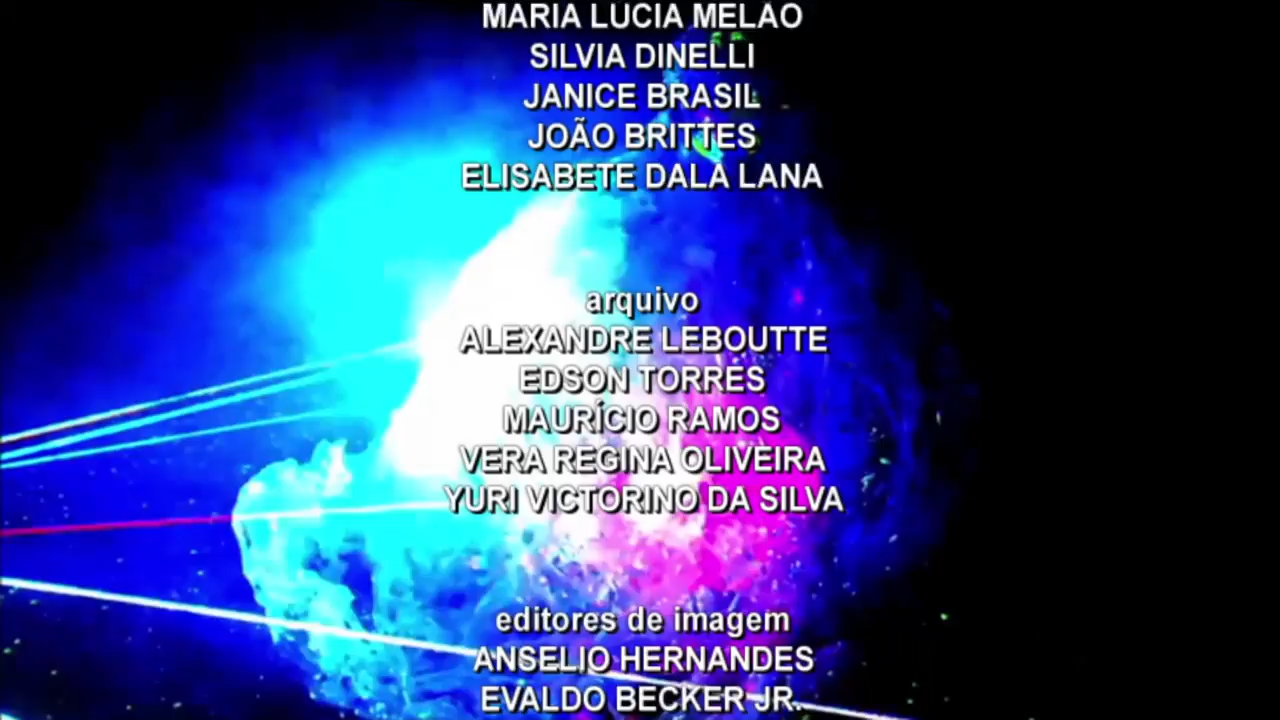 MARIA LUCIA MELÃO
SILVIA DINELLI
JANICE BRASIL
JOÃO BRITTES
ELISABETE DALÁ LANA
arquivo
ALEXANDRE LEBOUTTE
EDSON TORRES
MAURÍCIO RAMOS
VERA REGINA OLIVEIRA
YURI VICTORINO DA SILVA
editores de imagem
ANSELIO HERNANDES
EVALDO BECKER JR.